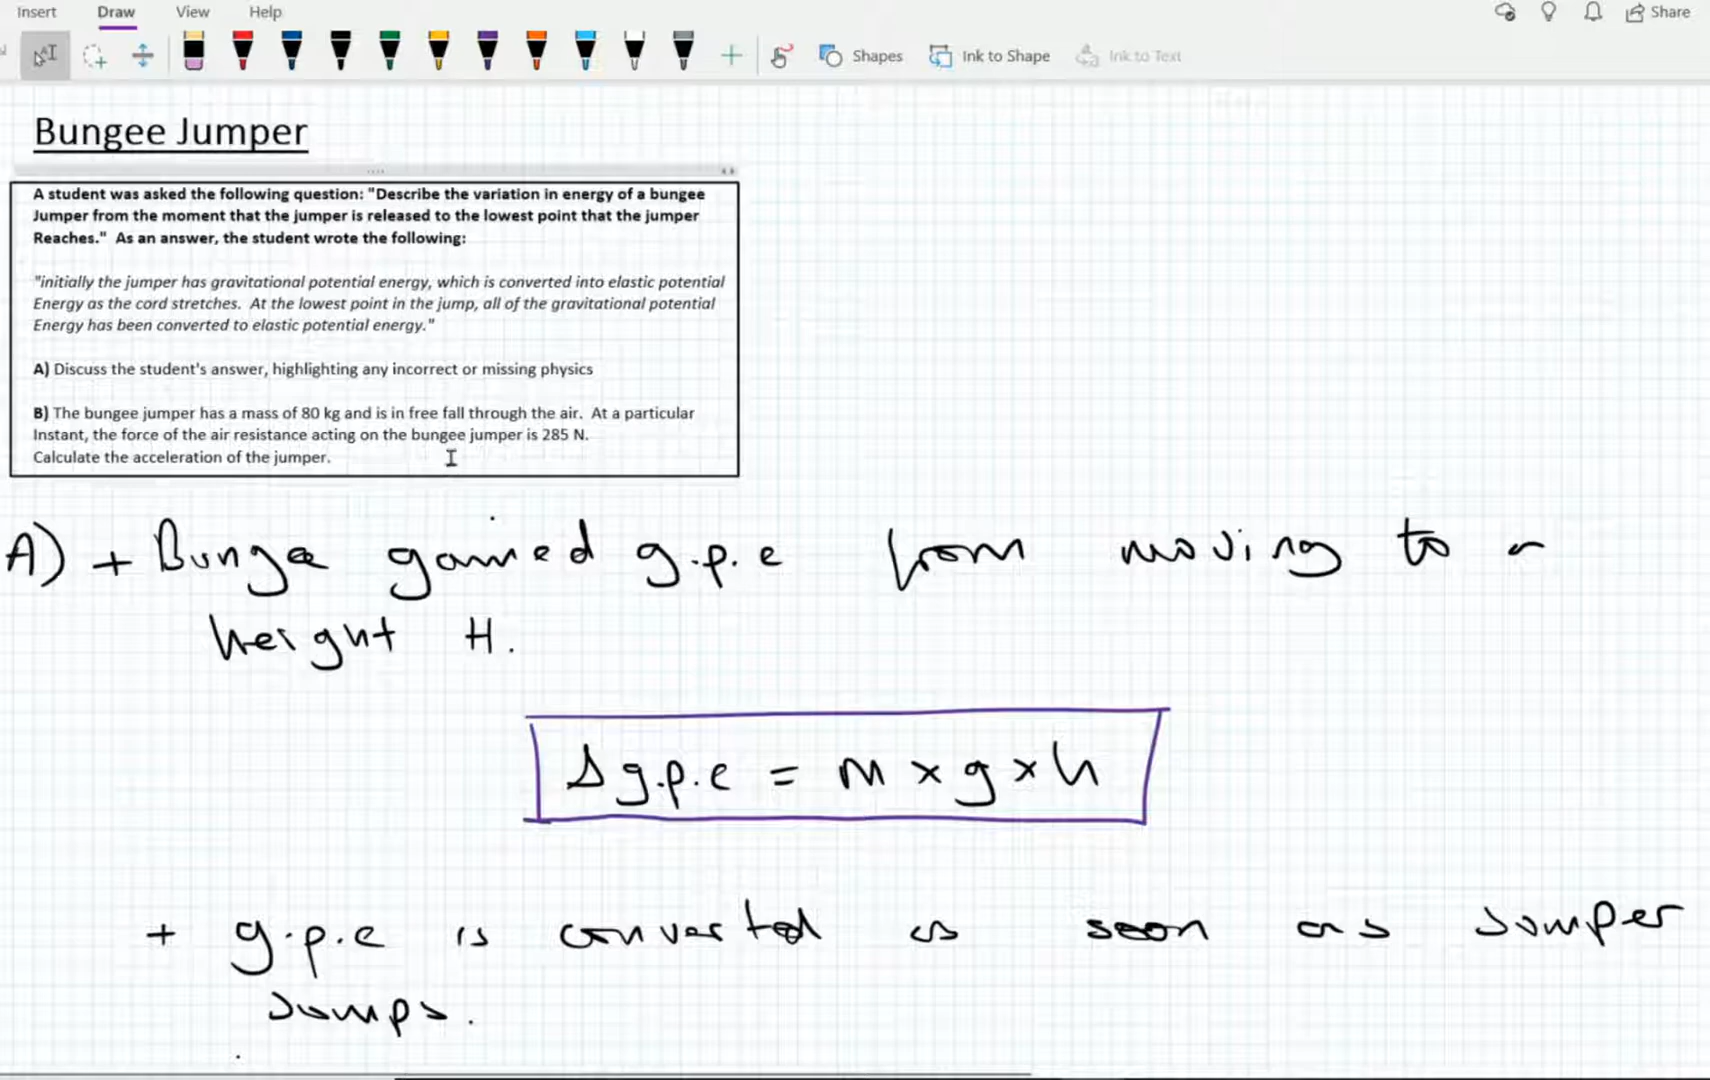 Insert Draw View Help Share
Shapes Ink to Shape Ink to Text
Bungee Jumper
A student was asked the following question: "Describe the variation in energy of a bungee
Jumper from the moment that the jumper is released to the lowest point that the jumper
Reaches." As an answer, the student wrote the following:
"initially the jumper has gravitational potential energy, which is converted into elastic potential
Energy as the cord stretches. At the lowest point in the jump, all of the gravitational potential
Energy has been converted to elastic potential energy."
A) Discuss the student's answer, highlighting any incorrect or missing physics
B) The bungee jumper has a mass of 80 kg and is in free fall through the air. At a particular
Instant, the force of the air resistance acting on the bungee jumper is 285 N.
Calculate the acceleration of the jumper.
A) + Bungee gained g.p.e from moving to a
height H.
Δg.p.e = m × g × h
+ g.p.e is converted as soon as Jumper
Jumps.